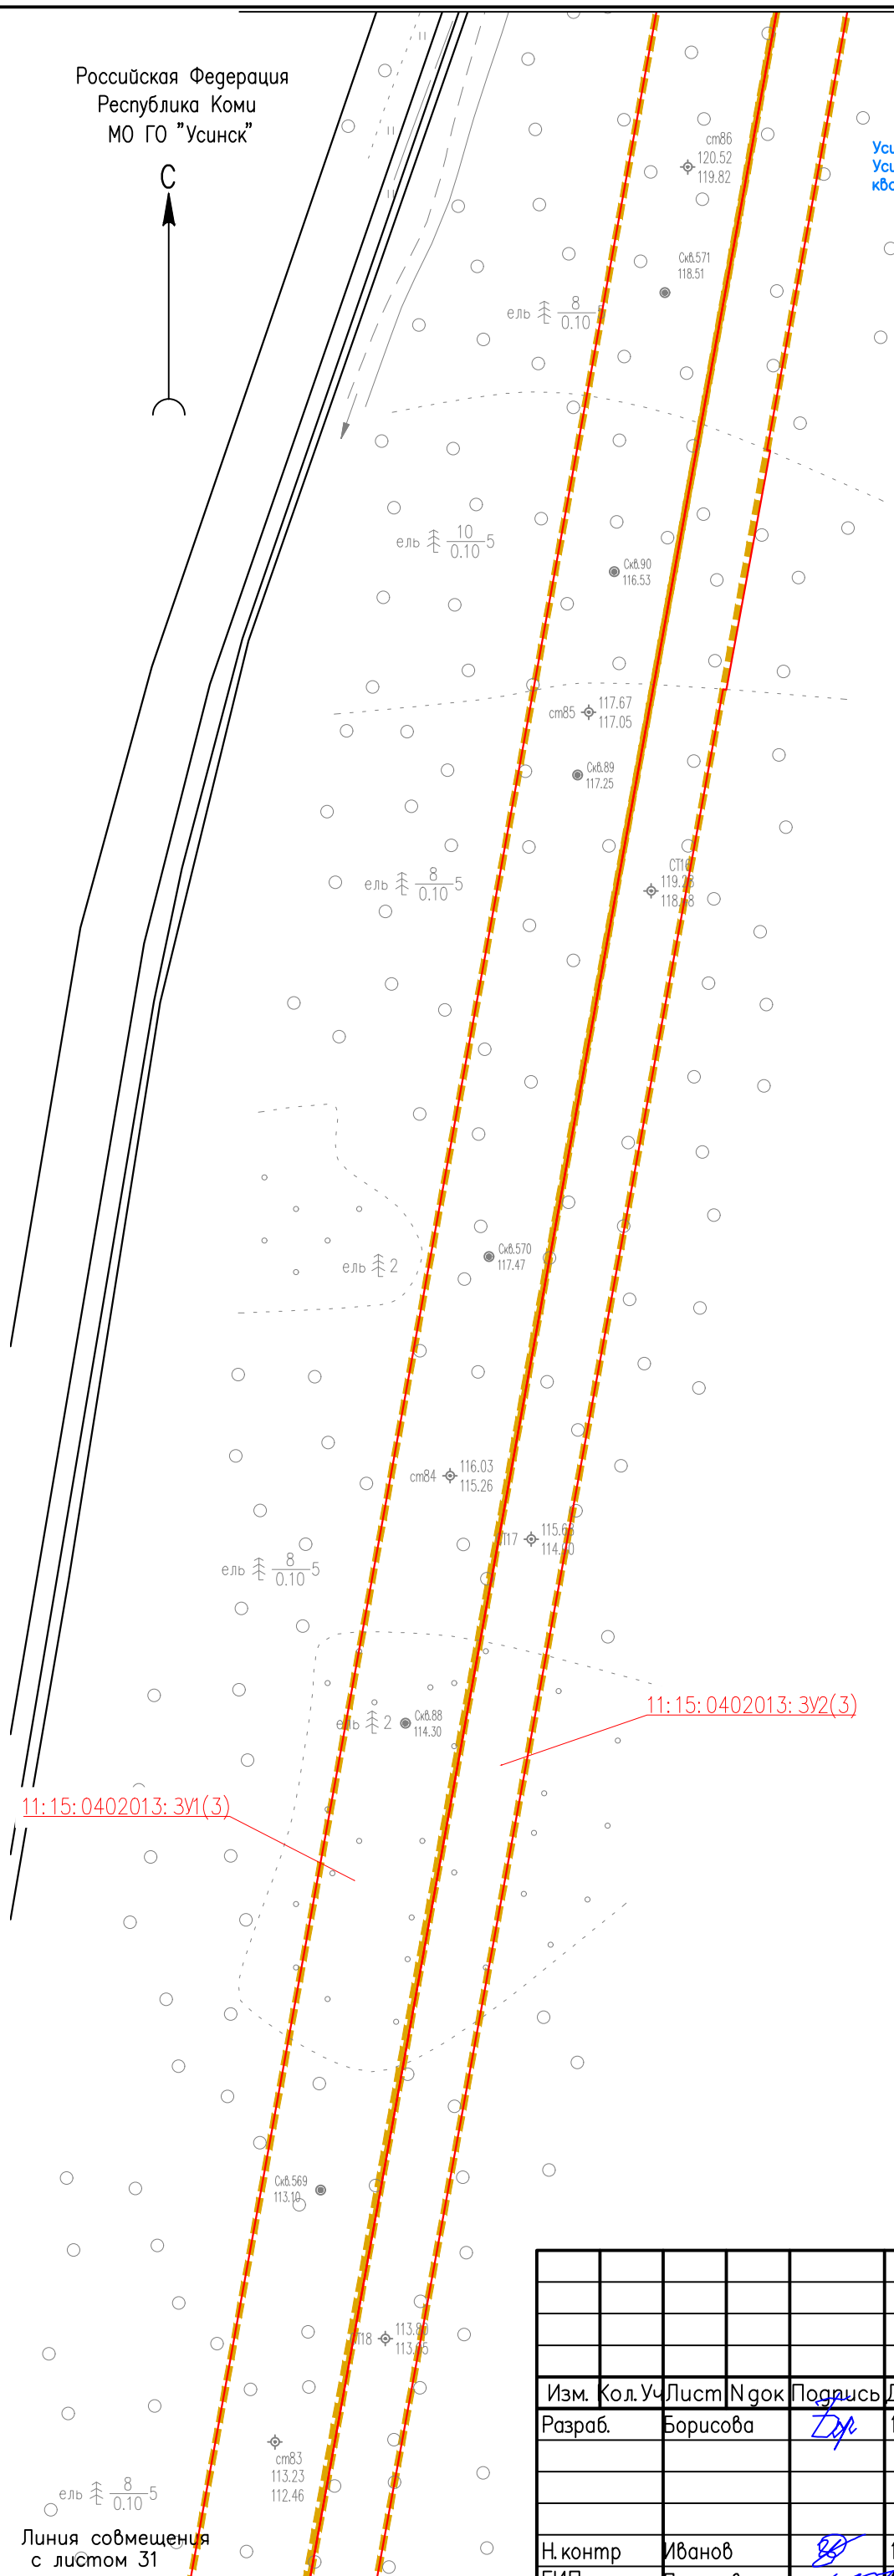 Российская Федерация
Республика Коми
МО ГО "Усинск"
С
ст86
120.52
119.82
Скв.571
118.51
ель 8
0.10
ель 10 5
0.10
Скв.90
116.53
ст85 117.67
117.05
Скв.89
117.25
ель 8 5
0.10
Скв.570
117.47
ель 2
ст84 116.03
115.26
ель 8 5
0.10
11:15:0402013:ЗУ2(3)
ель 2
Скв.88
114.30
11:15:0402013:ЗУ1(3)
Скв.569
113.10
ст83
113.23
112.46
ель 8 5
0.10
Линия совмещения
с листом 31
Изм. Кол.Уч Лист Nдок Подпись
Разраб. Борисова
Н.контр Иванов